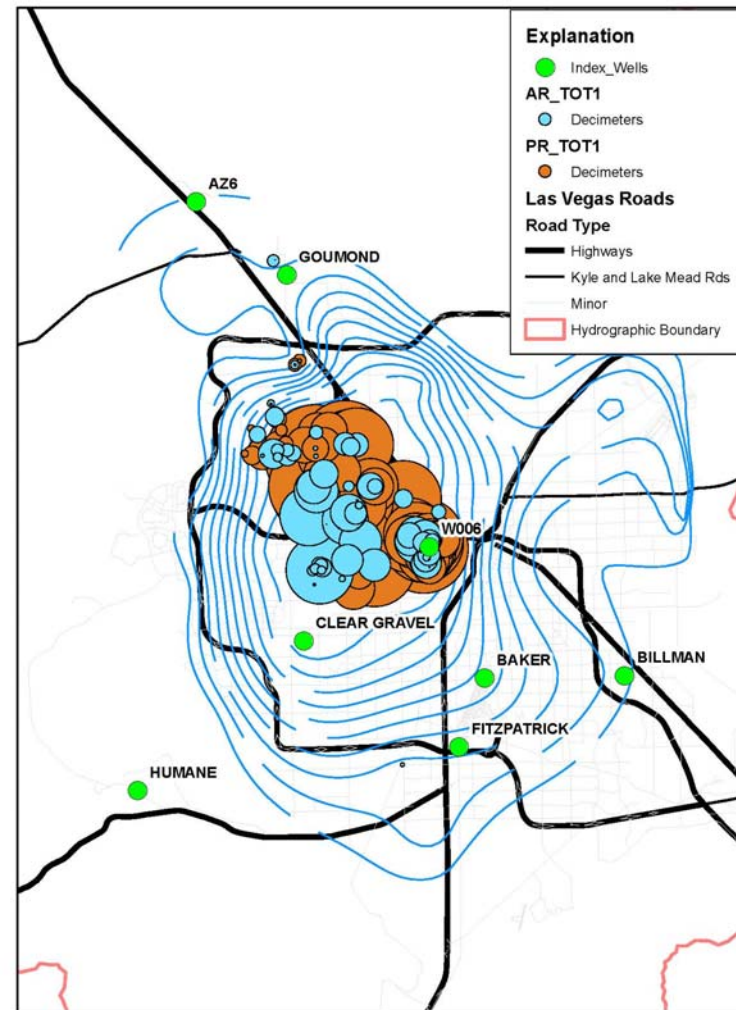 Explanation
Index_Wells
AR_TOT1
Decimeters
PR_TOT1
Decimeters
Las Vegas Roads
Road Type
Highways
Kyle and Lake Mead Rds
Minor
Hydrographic Boundary
AZ6
GOUMOND
W006
CLEAR GRAVEL
BAKER
BILLMAN
FITZPATRICK
HUMANE